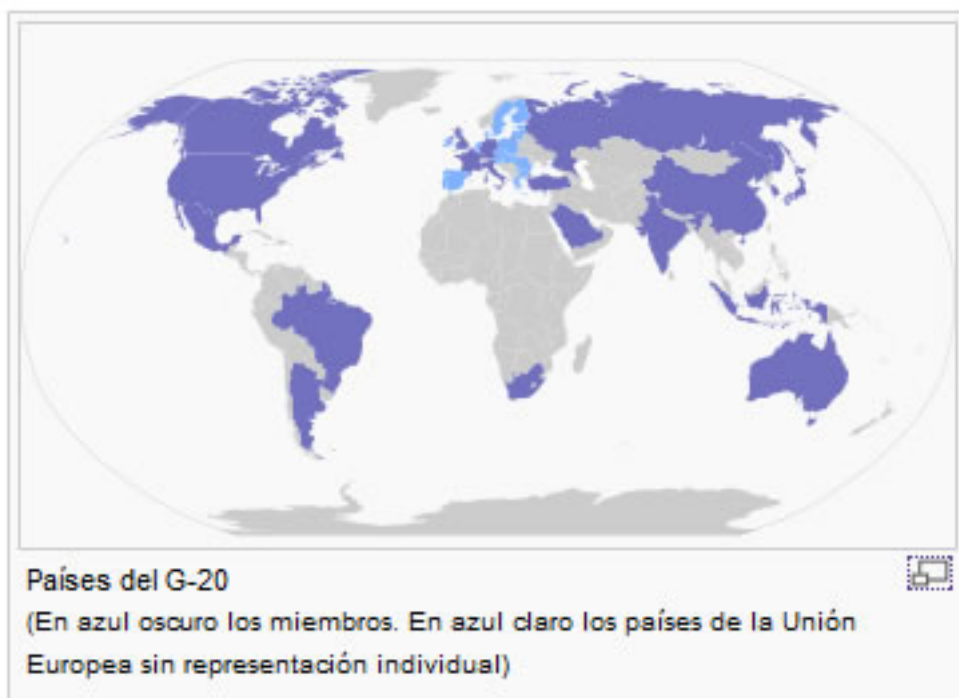 Países del G-20
(En azul oscuro los miembros. En azul claro los países de la Unión
Europea sin representación individual)